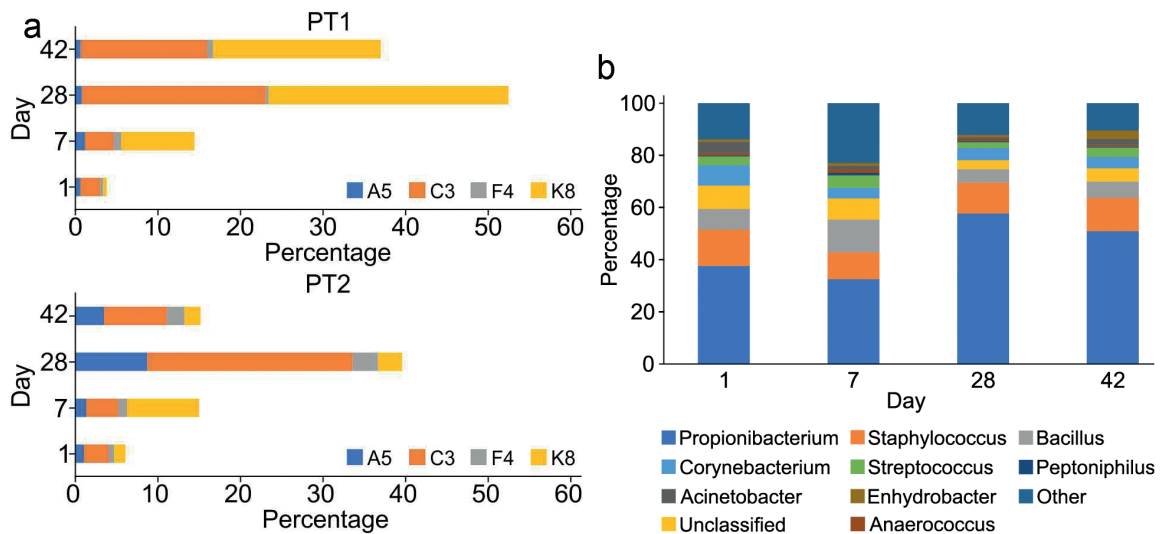 a
PT1
Day
42
28
7
1
A5 C3 F4 K8
0 10 20 30 40 50 60
Percentage
PT2
Day
42
28
7
1
A5 C3 F4 K8
0 10 20 30 40 50 60
Percentage
b
Percentage
100
80
60
40
20
0
1 7 28 42
Day
Propionibacterium Staphylococcus Bacillus
Corynebacterium Streptococcus Peptoniphilus
Acinetobacter Enhydrobacter Other
Unclassified Anaerococcus